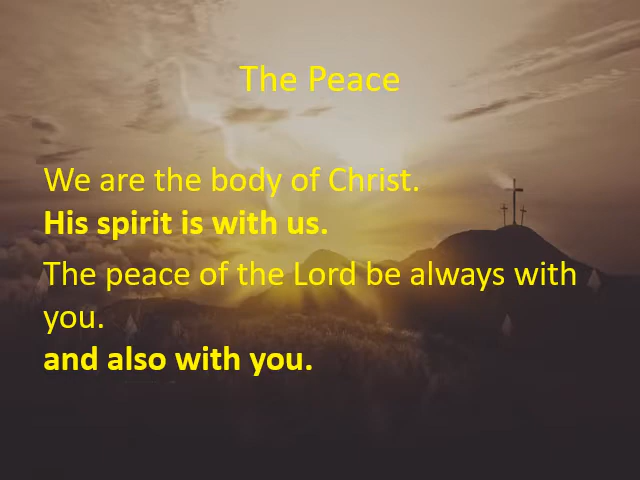 The Peace
We are the body of Christ.
His spirit is with us.
The peace of the Lord be always with
you.
and also with you.